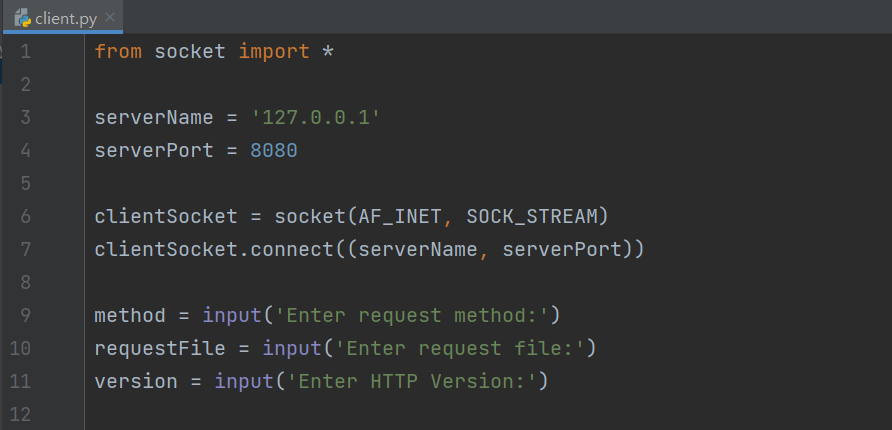 client.py
1 from socket import *
2
3 serverName = '127.0.0.1'
4 serverPort = 8080
5
6 clientSocket = socket(AF_INET, SOCK_STREAM)
7 clientSocket.connect((serverName, serverPort))
8
9 method = input('Enter request method:')
10 requestFile = input('Enter request file:')
11 version = input('Enter HTTP Version:')
12